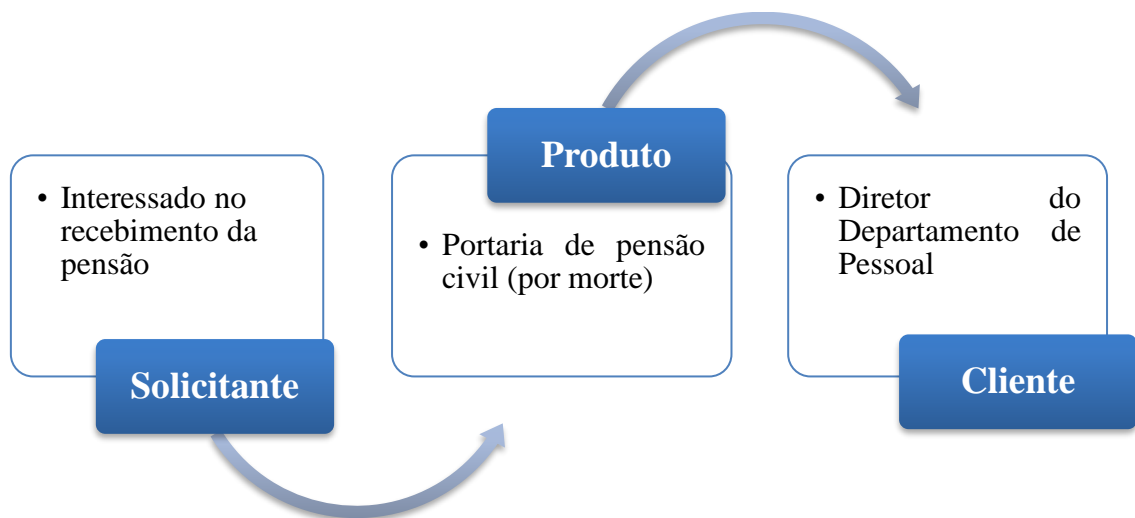 • Interessado no
recebimento da
pensão
Solicitante
Produto
• Portaria de pensão
civil (por morte)
• Diretor do
Departamento de
Pessoal
Cliente